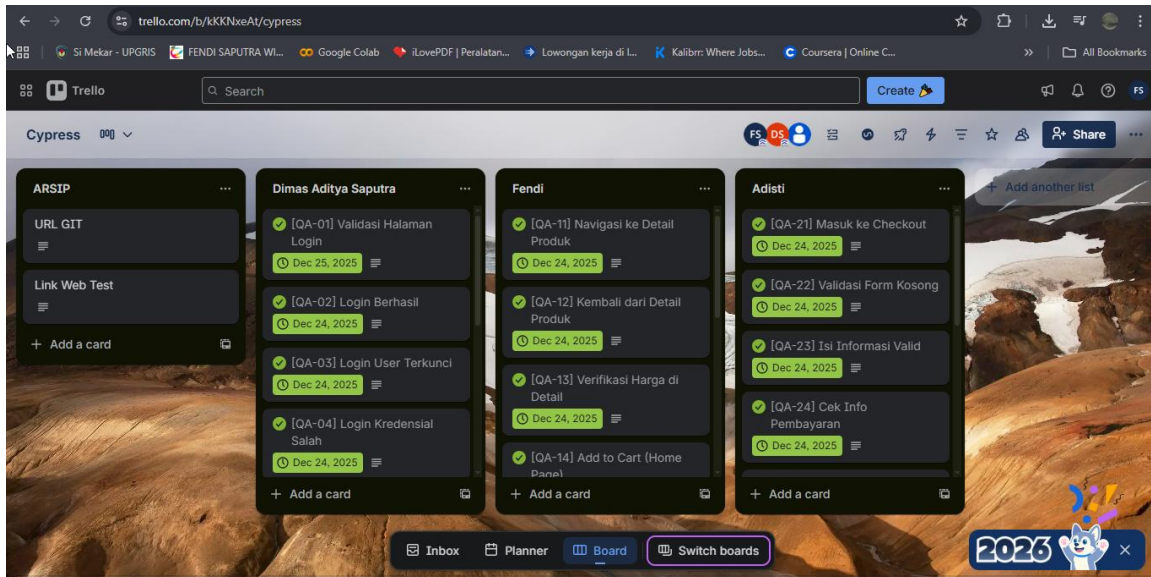 trello.com/b/kKKNxeAt/cypress
Si Mekar - UPGRIS
FENDI SAPUTRA WI...
Google Colab
iLovePDF | Peralatan...
Lowongan kerja di I...
Kalibrr: Where Jobs...
Coursera | Online C...
»
All Bookmarks
Trello
Search
Create
FS
Cypress
FS
DS
Share
ARSIP
URL GIT
Link Web Test
+ Add a card
Dimas Aditya Saputra
[QA-01] Validasi Halaman
Login
Dec 25, 2025
[QA-02] Login Berhasil
Dec 24, 2025
[QA-03] Login User Terkunci
Dec 24, 2025
[QA-04] Login Kredensial
Salah
Dec 24, 2025
+ Add a card
Fendi
[QA-11] Navigasi ke Detail
Produk
Dec 24, 2025
[QA-12] Kembali dari Detail
Produk
Dec 24, 2025
[QA-13] Verifikasi Harga di
Detail
Dec 24, 2025
[QA-14] Add to Cart (Home
Page)
+ Add a card
Adisti
[QA-21] Masuk ke Checkout
Dec 24, 2025
[QA-22] Validasi Form Kosong
Dec 24, 2025
[QA-23] Isi Informasi Valid
Dec 24, 2025
[QA-24] Cek Info
Pembayaran
Dec 24, 2025
+ Add a card
+ Add another list
Inbox
Planner
Board
Switch boards
2026